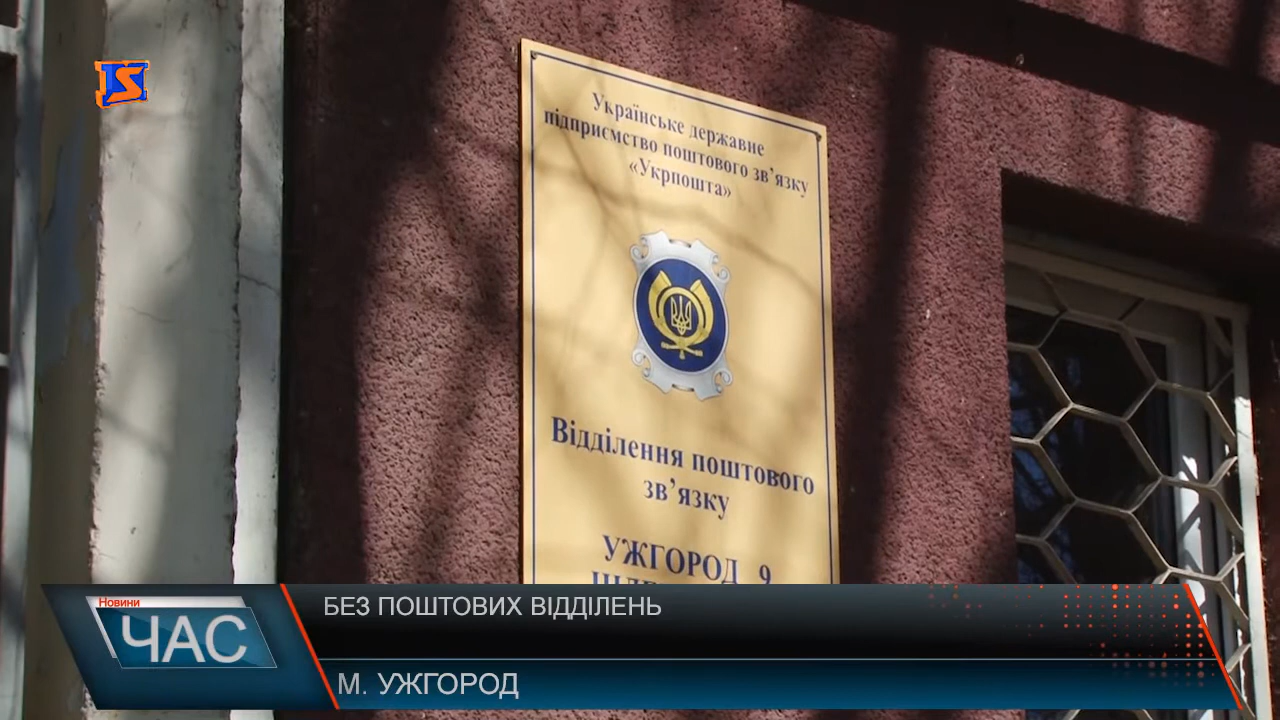 Українське державне
підприємство поштового зв’язку
«Укрпошта»
Відділення поштового
зв’язку
УЖГОРОД 9
БЕЗ ПОШТОВИХ ВІДДІЛЕНЬ
Новини
ЧАС
М. УЖГОРОД